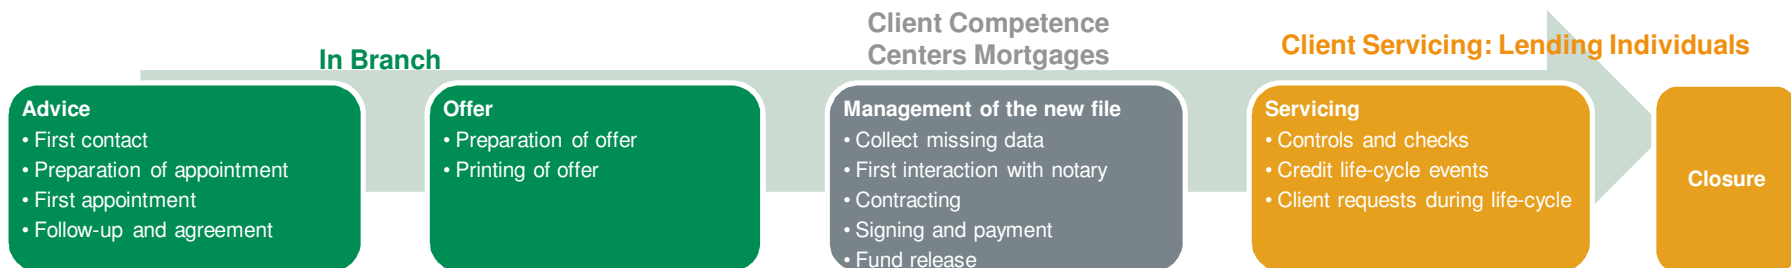 In Branch
Client Competence
Centers Mortgages
Client Servicing: Lending Individuals
Advice
• First contact
• Preparation of appointment
• First appointment
• Follow-up and agreement
Offer
• Preparation of offer
• Printing of offer
Management of the new file
• Collect missing data
• First interaction with notary
• Contracting
• Signing and payment
• Fund release
Servicing
• Controls and checks
• Credit life-cycle events
• Client requests during life-cycle
Closure